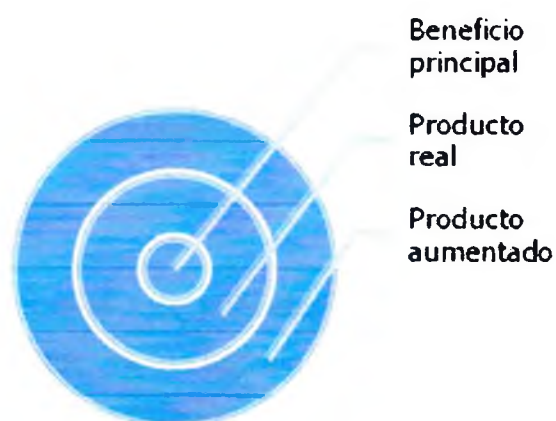 Beneficio
principal
Producto
real
Producto
aumentado